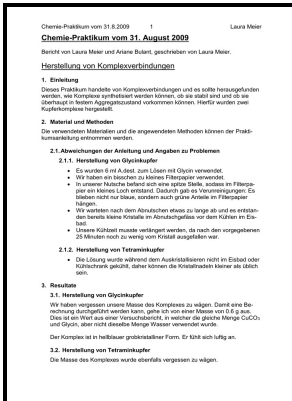 Chemie-Praktikum vom 31.8.2009 1 Laura Meier
Chemie-Praktikum vom 31. August 2009
Bericht von Laura Meier und Ariane Bulant, geschrieben von Laura Meier.
Herstellung von Komplexverbindungen
1. Einleitung
Dieses Praktikum handelte von Komplexverbindungen und es sollte herausgefunden
werden, wie Komplexe synthetisiert werden können, ob sie stabil sind und ob sie
überhaupt in festem Aggregatszustand vorkommen können. Hierfür wurden zwei
Kupferkomplexe hergestellt.
2. Material und Methoden
Die verwendeten Materialien und die angewendeten Methoden können der Prakti-
kumsanleitung entnommen werden.
2.1. Abweichungen der Anleitung und Angaben zu Problemen
2.1.1. Herstellung von Glycinkupfer
• Es wurden 6 ml A.dest. zum Lösen mit Glycin verwendet.
• Wir haben ein bisschen zu kleines Filterpapier verwendet.
• In unserer Nutsche befand sich eine spitze Stelle, sodass im Filterpa-
pier ein kleines Loch entstand. Dadurch gab es Verunreinigungen: Es
blieben nicht nur blaue, sondern auch grüne Anteile im Filterpapier
hängen.
• Wir warteten nach dem Abnutschen etwas zu lange ab und es entstan-
den bereits kleine Kristalle im Abnutschgefäss vor dem Kühlen im Eis-
bad.
• Unsere Kühlzeit musste verlängert werden, da nach den vorgegebenen
25 Minuten noch zu wenig vom Kristall ausgefallen war.
2.1.2. Herstellung von Tetraminkupfer
• Die Lösung wurde während dem Auskristallisieren nicht im Eisbad oder
Kühlschrank gekühlt, daher können die Kristallnadeln kleiner als üblich
sein.
3. Resultate
3.1. Herstellung von Glycinkupfer
Wir haben vergessen unsere Masse des Komplexes zu wägen. Damit eine Be-
rechnung durchgeführt werden kann, gehe ich von einer Masse von 0.6 g aus.
Dies ist ein Wert aus einer Versuchsbericht, in welcher die gleiche Menge CuCO₃
und Glycin, aber nicht dieselbe Menge Wasser verwendet wurde.
Der Komplex ist in hellblauer grobkristalliner Form. Er fühlt sich luftig an.
3.2. Herstellung von Tetraminkupfer
Die Masse des Komplexes wurde ebenfalls vergessen zu wägen.